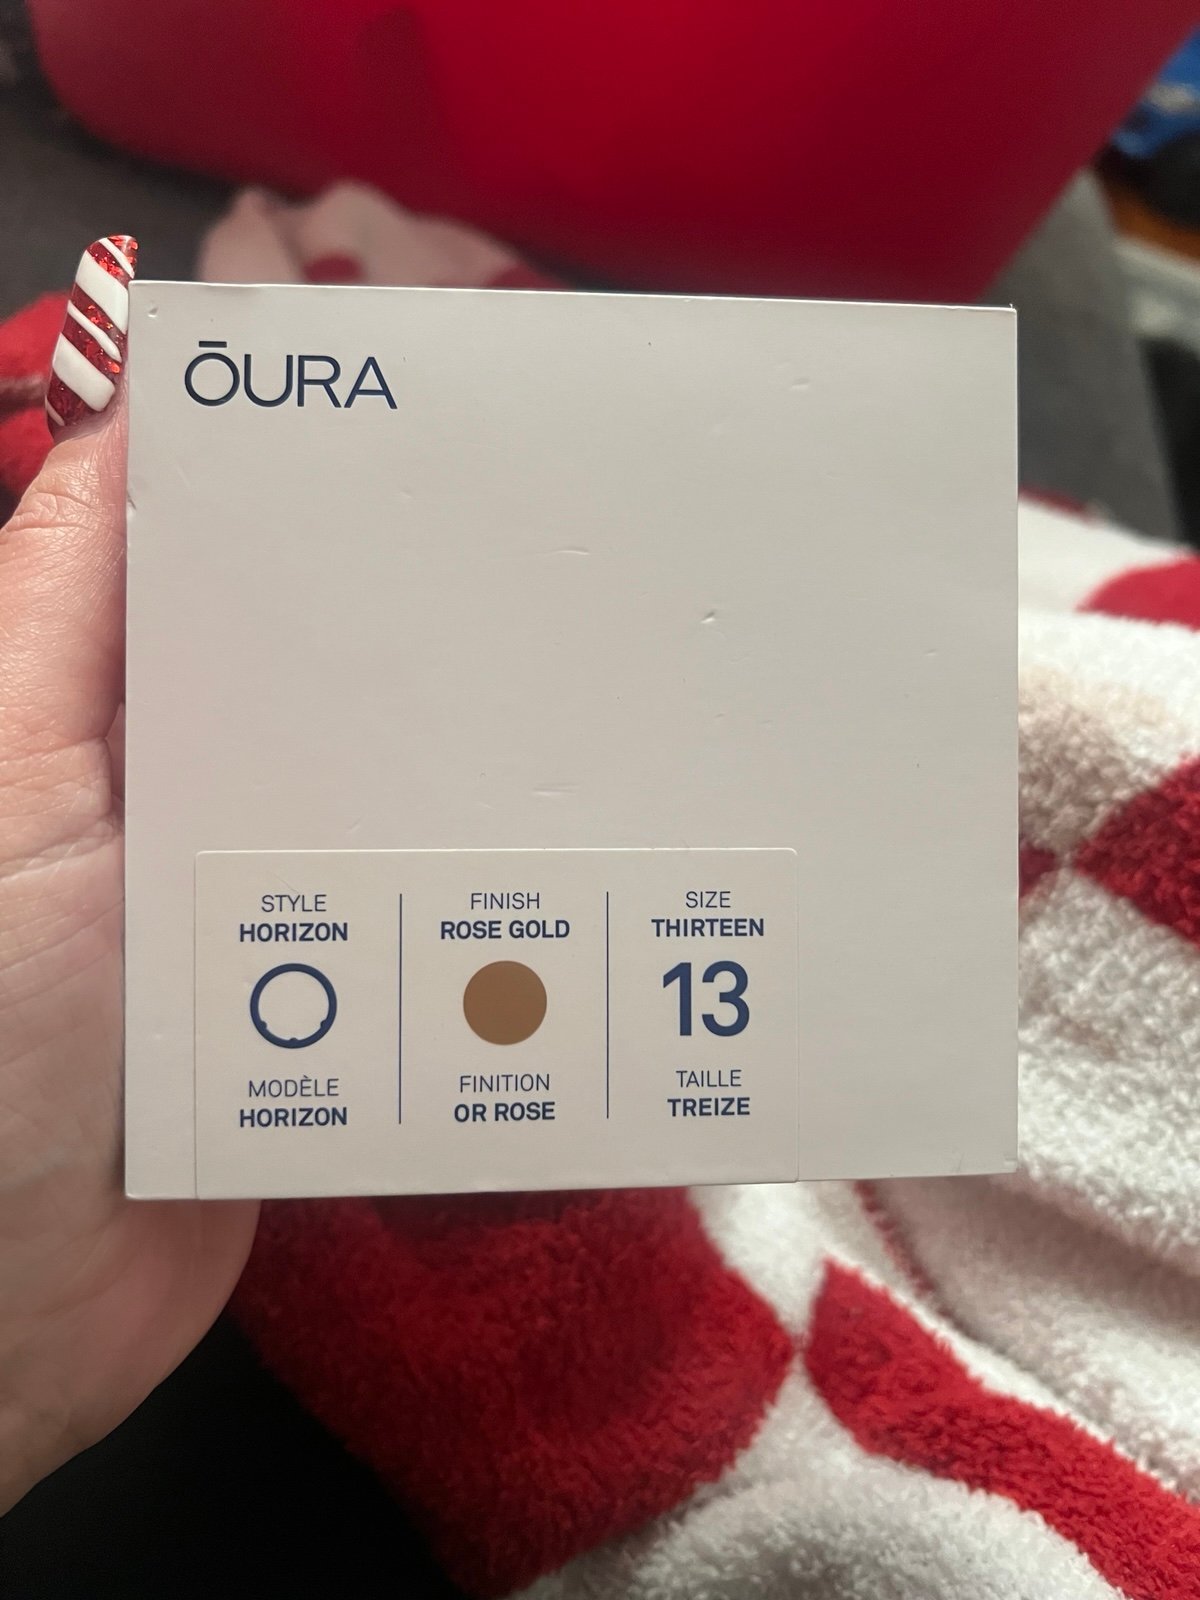 ŌURA
STYLE
HORIZON
MODÈLE
HORIZON
FINISH
ROSE GOLD
FINITION
OR ROSE
SIZE
THIRTEEN
13
TAILLE
TREIZE